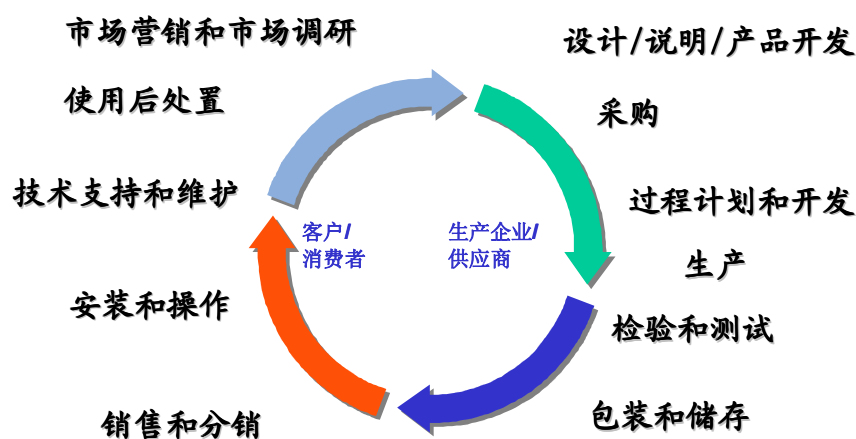 市场营销和市场调研
设计/说明/产品开发
使用后处置
采购
技术支持和维护
过程计划和开发
客户/
消费者
生产企业/
供应商
生产
安装和操作
检验和测试
销售和分销
包装和储存